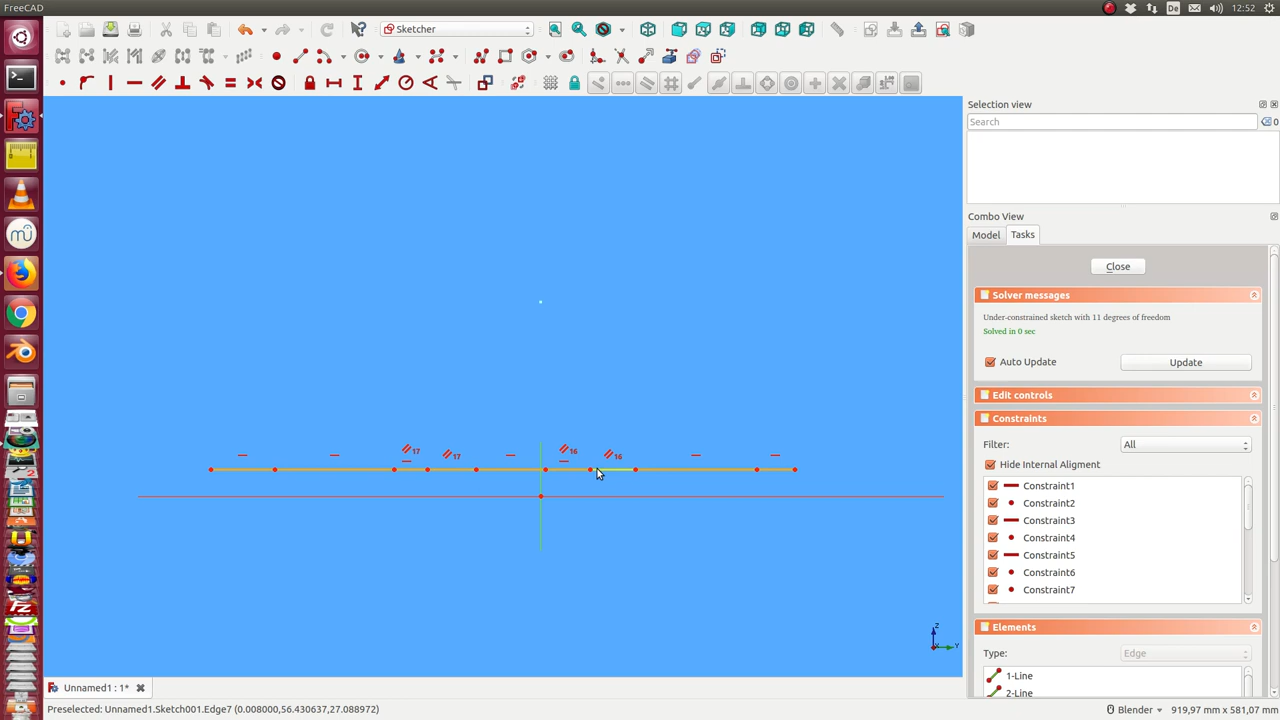 FreeCAD
De
12:52
Sketcher
Selection view
Search
0
Combo View
Model
Tasks
Close
Solver messages
Under-constrained sketch with 11 degrees of freedom
Solved in 0 sec
Auto Update
Update
Edit controls
Constraints
Filter:
All
Hide Internal Aligment
Constraint1
Constraint2
Constraint3
Constraint4
Constraint5
Constraint6
Constraint7
Elements
Type:
Edge
1-Line
2-Line
17
17
16
16
Z
Y
Unnamed1 : 1*
Preselected: Unnamed1.Sketch001.Edge7 (0.008000,56.430637,27.088972)
Blender
919,97 mm x 581,07 mm